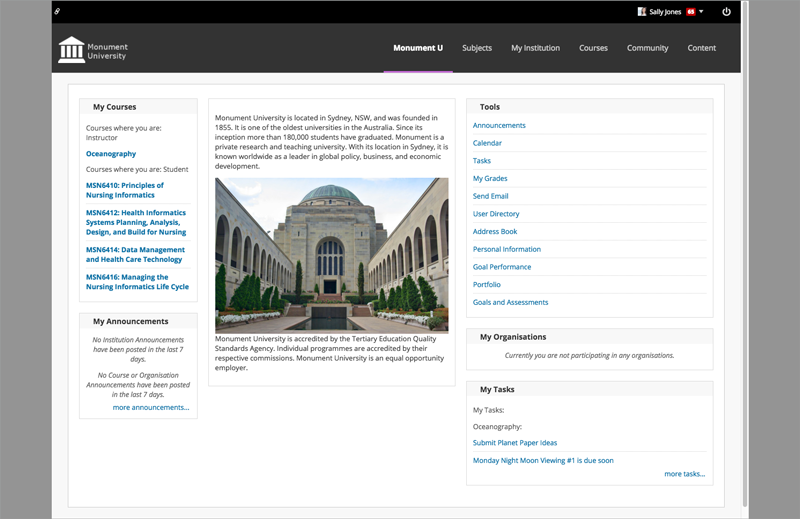 Sally Jones 65
Monument
University
Monument U Subjects My Institution Courses Community Content
My Courses
Courses where you are:
Instructor
Oceanography
Courses where you are: Student
MSN6410: Principles of
Nursing Informatics
MSN6412: Health Informatics
Systems Planning, Analysis,
Design, and Build for Nursing
MSN6414: Data Management
and Health Care Technology
MSN6416: Managing the
Nursing Informatics Life Cycle
My Announcements
No Institution Announcements
have been posted in the last 7
days.
No Course or Organisation
Announcements have been posted
in the last 7 days.
more announcements...
Monument University is located in Sydney, NSW, and was founded in
1855. It is one of the oldest universities in the Australia. Since its
inception more than 180,000 students have graduated. Monument is a
private research and teaching university. With its location in Sydney, it is
known worldwide as a leader in global policy, business, and economic
development.
Monument University is accredited by the Tertiary Education Quality
Standards Agency. Individual programmes are accredited by their
respective commissions. Monument University is an equal opportunity
employer.
Tools
Announcements
Calendar
Tasks
My Grades
Send Email
User Directory
Address Book
Personal Information
Goal Performance
Portfolio
Goals and Assessments
My Organisations
Currently you are not participating in any organisations.
My Tasks
My Tasks:
Oceanography:
Submit Planet Paper Ideas
Monday Night Moon Viewing #1 is due soon
more tasks...